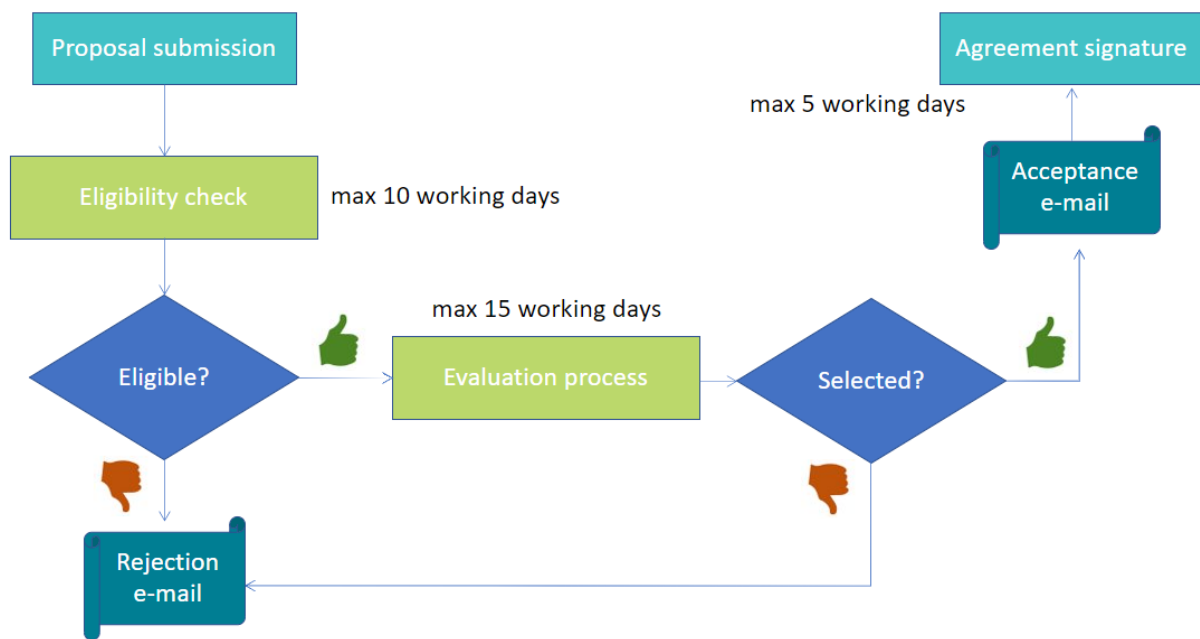 Proposal submission
Agreement signature
max 5 working days
Eligibility check
max 10 working days
Acceptance
e-mail
max 15 working days
Eligible?
Evaluation process
Selected?
Rejection
e-mail